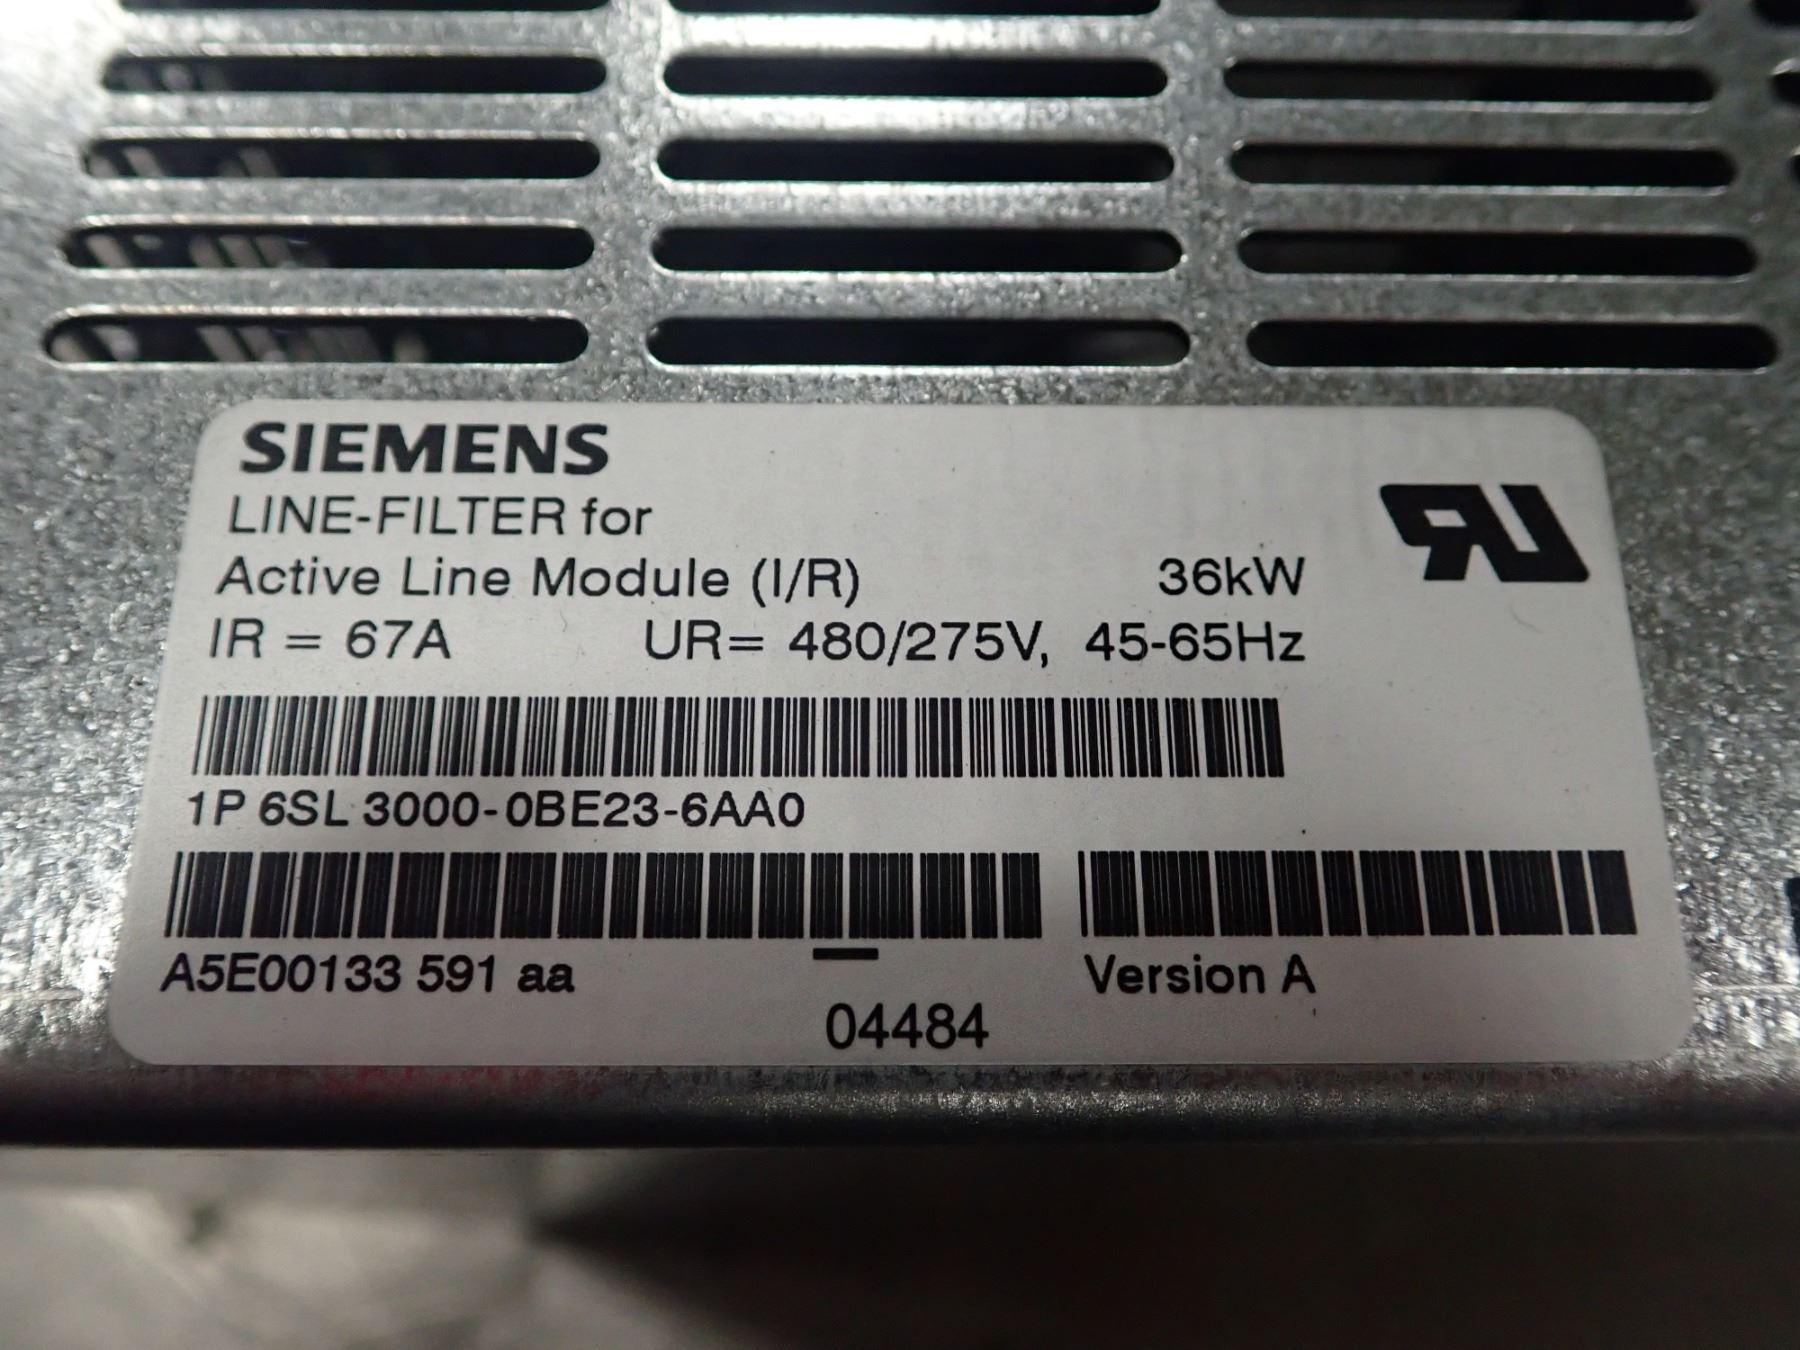 SIEMENS
LINE-FILTER for
Active Line Module (I/R) 36kW
IR = 67A UR= 480/275V, 45-65Hz
1P 6SL 3000-0BE23-6AA0
A5E00133 591 aa Version A
04484